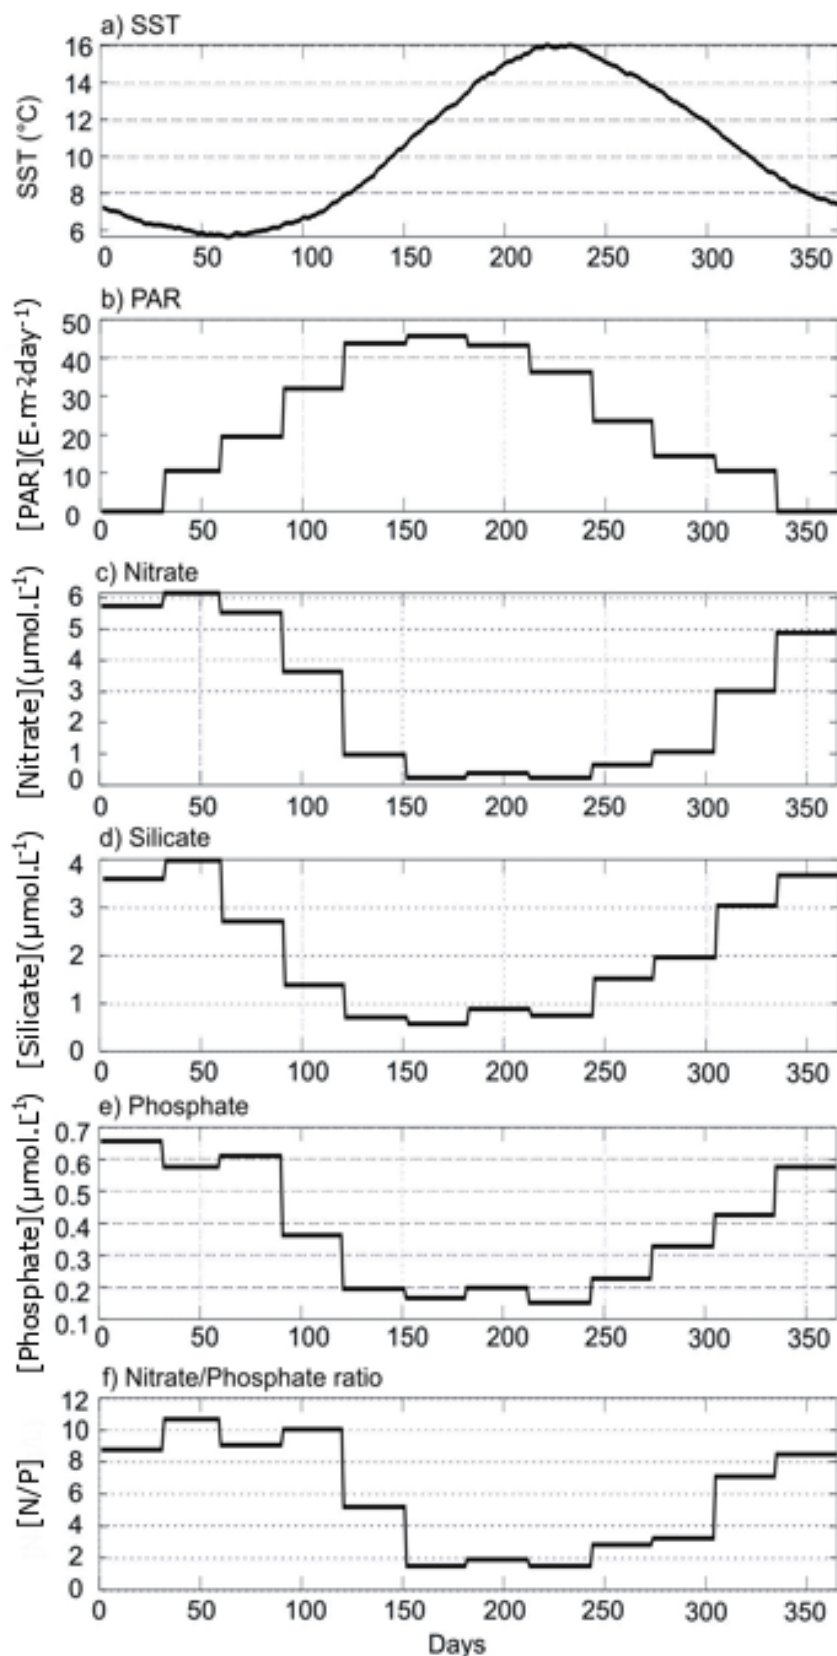 a) SST
16
14
12
10
8
6
SST (°C)
0 50 100 150 200 250 300 350
b) PAR
50
40
30
20
10
0
[PAR](E.m-²day-¹)
0 50 100 150 200 250 300 350
c) Nitrate
6
5
4
3
2
1
0
[Nitrate](µmol.L-¹)
0 50 100 150 200 250 300 350
d) Silicate
4
3
2
1
0
[Silicate](µmol.L-¹)
0 50 100 150 200 250 300 350
e) Phosphate
0.7
0.6
0.5
0.4
0.3
0.2
0.1
[Phosphate](µmol.L-¹)
0 50 100 150 200 250 300 350
f) Nitrate/Phosphate ratio
12
10
8
6
4
2
0
[N/P]
0 50 100 150 200 250 300 350
Days